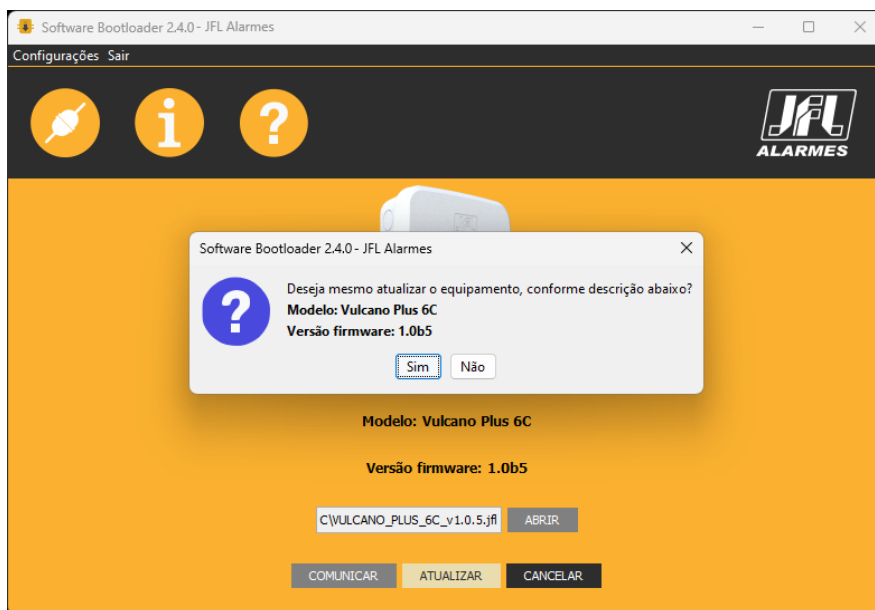 Software Bootloader 2.4.0 - JFL Alarmes
Configurações Sair
JFL
ALARMES
Software Bootloader 2.4.0 - JFL Alarmes
Deseja mesmo atualizar o equipamento, conforme descrição abaixo?
Modelo: Vulcano Plus 6C
Versão firmware: 1.0b5
Sim Não
Modelo: Vulcano Plus 6C
Versão firmware: 1.0b5
C\VULCANO_PLUS_6C_v1.0.5.jfl ABRIR
COMUNICAR ATUALIZAR CANCELAR